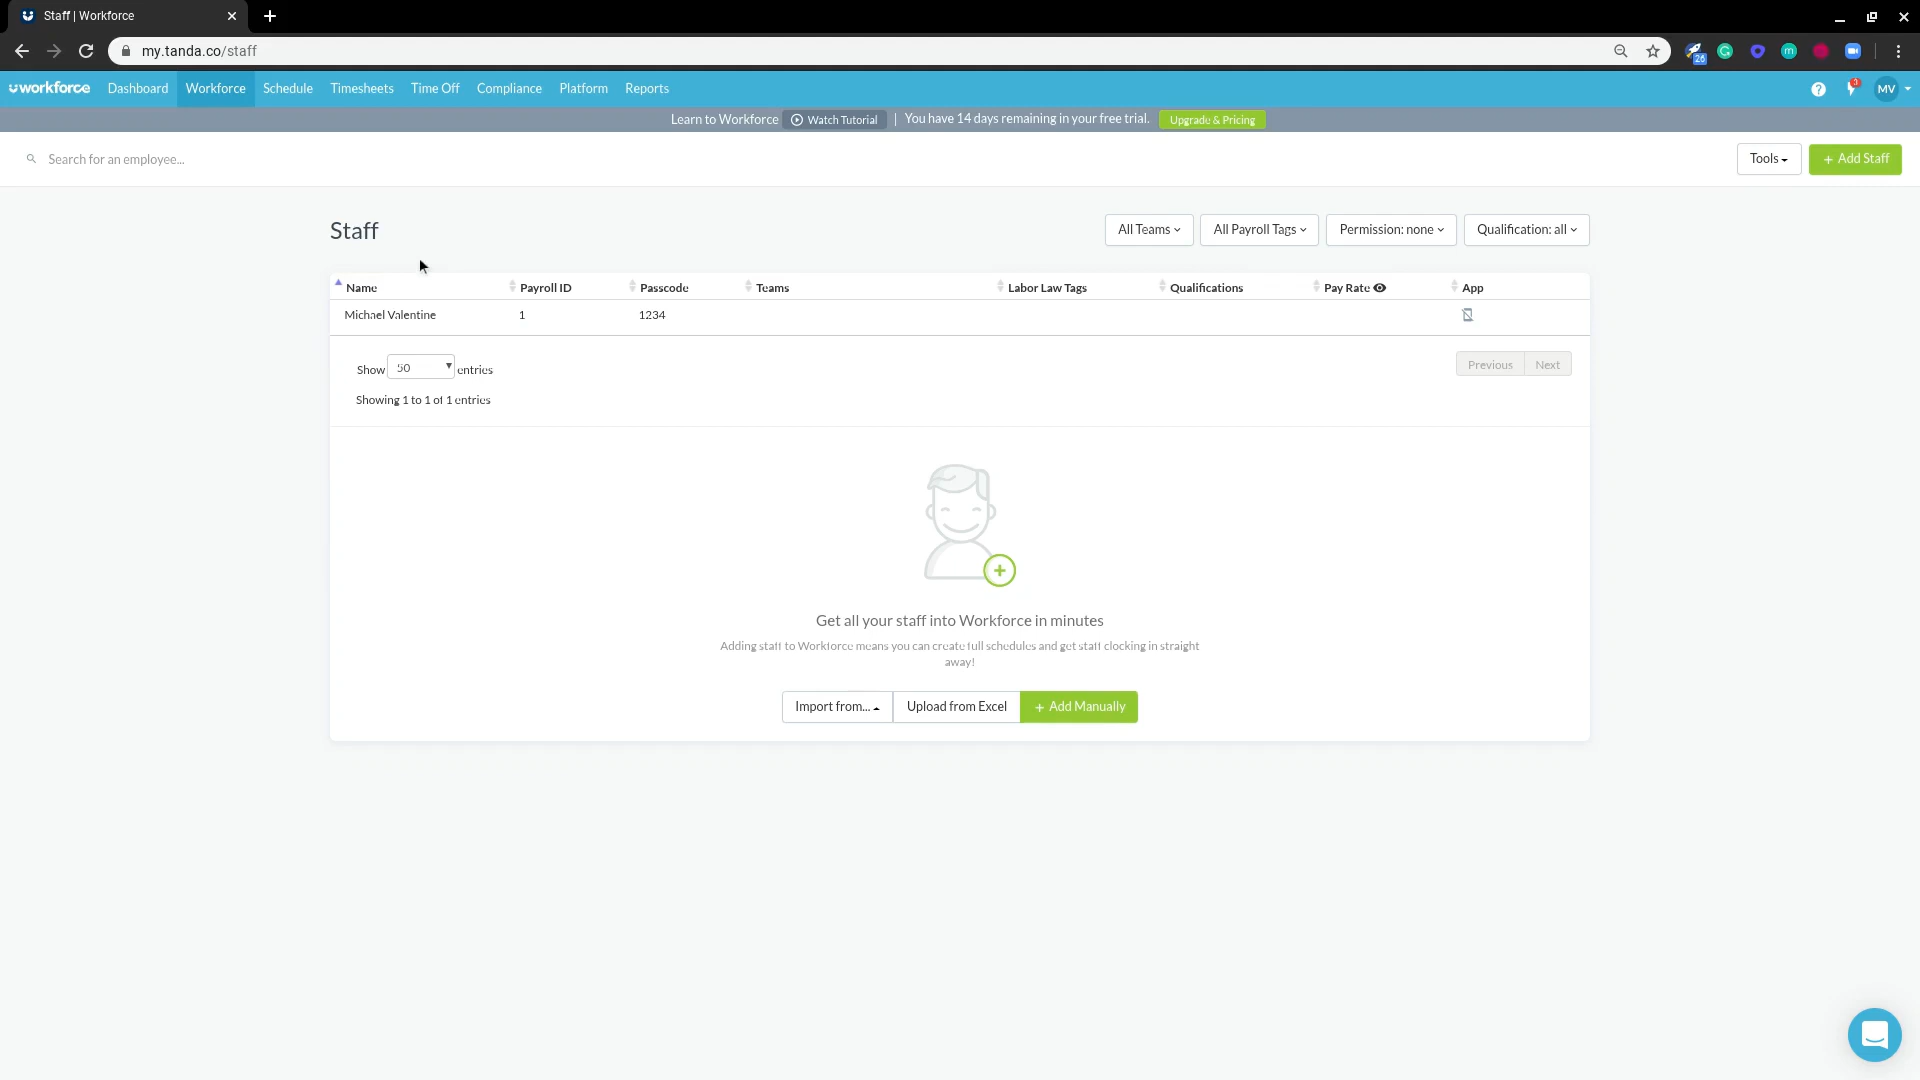 Staff | Workforce
my.tanda.co/staff
26
m
workforce
Dashboard
Workforce
Schedule
Timesheets
Time Off
Compliance
Platform
Reports
?
MV
Learn to Workforce
Watch Tutorial
|
You have 14 days remaining in your free trial.
Upgrade & Pricing
Search for an employee...
Tools
+ Add Staff
Staff
All Teams
All Payroll Tags
Permission: none
Qualification: all
Name
Payroll ID
Passcode
Teams
Labor Law Tags
Qualifications
Pay Rate
App
Michael Valentine
1
1234
Show 50 entries
Previous
Next
Showing 1 to 1 of 1 entries
Get all your staff into Workforce in minutes
Adding staff to Workforce means you can create full schedules and get staff clocking in straight
away!
Import from...
Upload from Excel
+ Add Manually